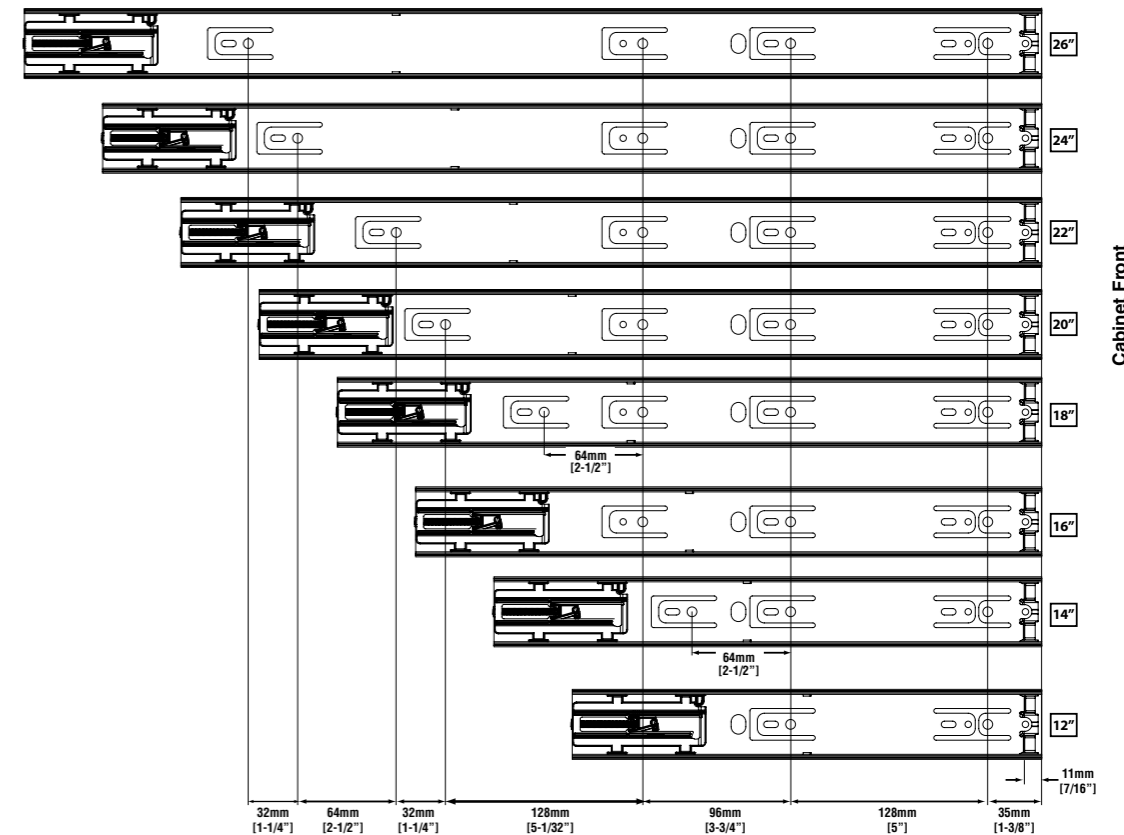 26”
24”
22”
20”
18”
64mm
[2-1/2”]
16”
14”
64mm
[2-1/2”]
12”
Cabinet Front
11mm
[7/16”]
32mm
[1-1/4”]
64mm
[2-1/2”]
32mm
[1-1/4”]
128mm
[5-1/32”]
96mm
[3-3/4”]
128mm
[5”]
35mm
[1-3/8”]